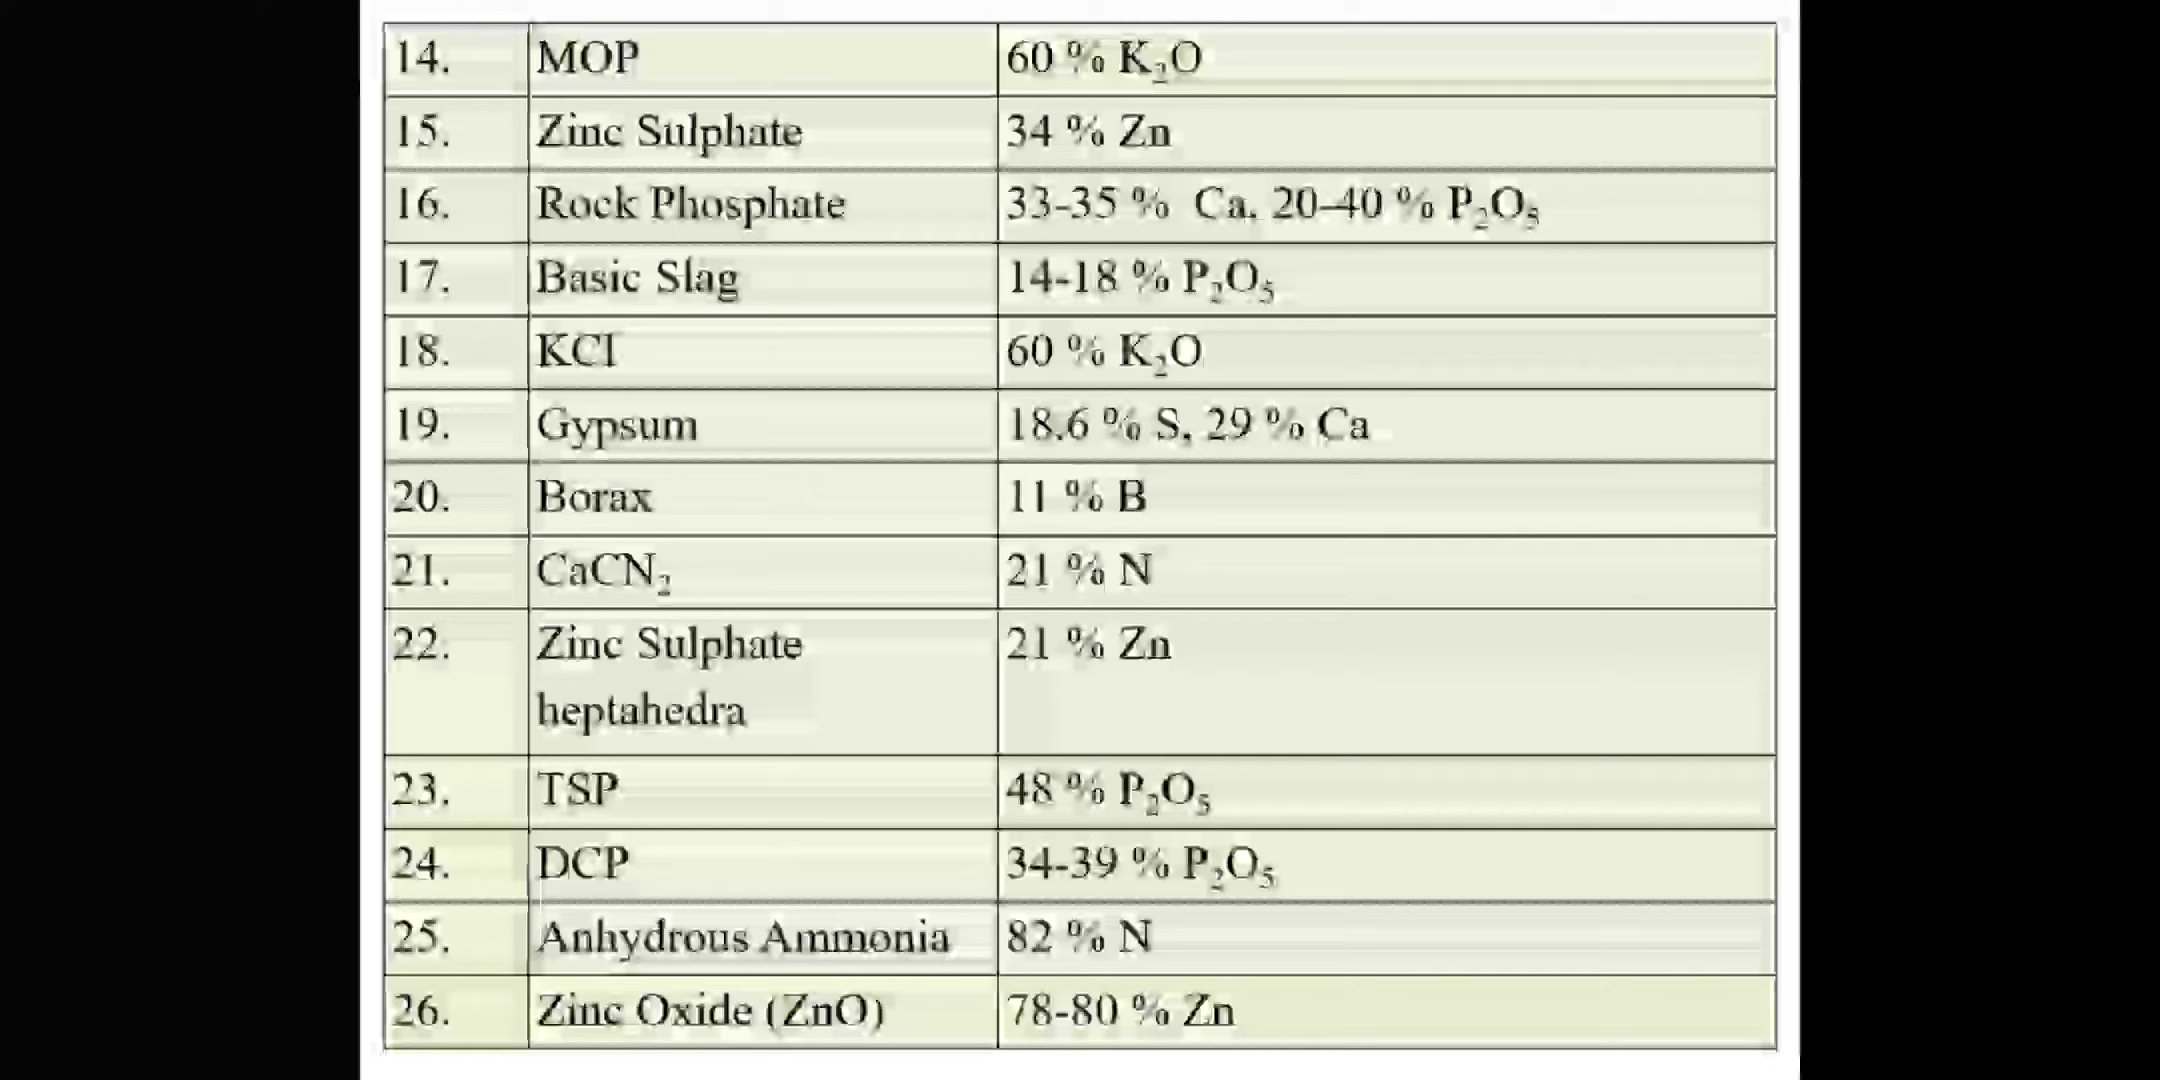 14. MOP 60 % K₂O
15. Zinc Sulphate 34 % Zn
16. Rock Phosphate 33-35 % Ca, 20-40 % P₂O₅
17. Basic Slag 14-18 % P₂O₅
18. KCI 60 % K₂O
19. Gypsum 18.6 % S, 29 % Ca
20. Borax 11 % B
21. CaCN₂ 21 % N
22. Zinc Sulphate 21 % Zn
heptahedra
23. TSP 48 % P₂O₅
24. DCP 34-39 % P₂O₅
25. Anhydrous Ammonia 82 % N
26. Zinc Oxide (ZnO) 78-80 % Zn